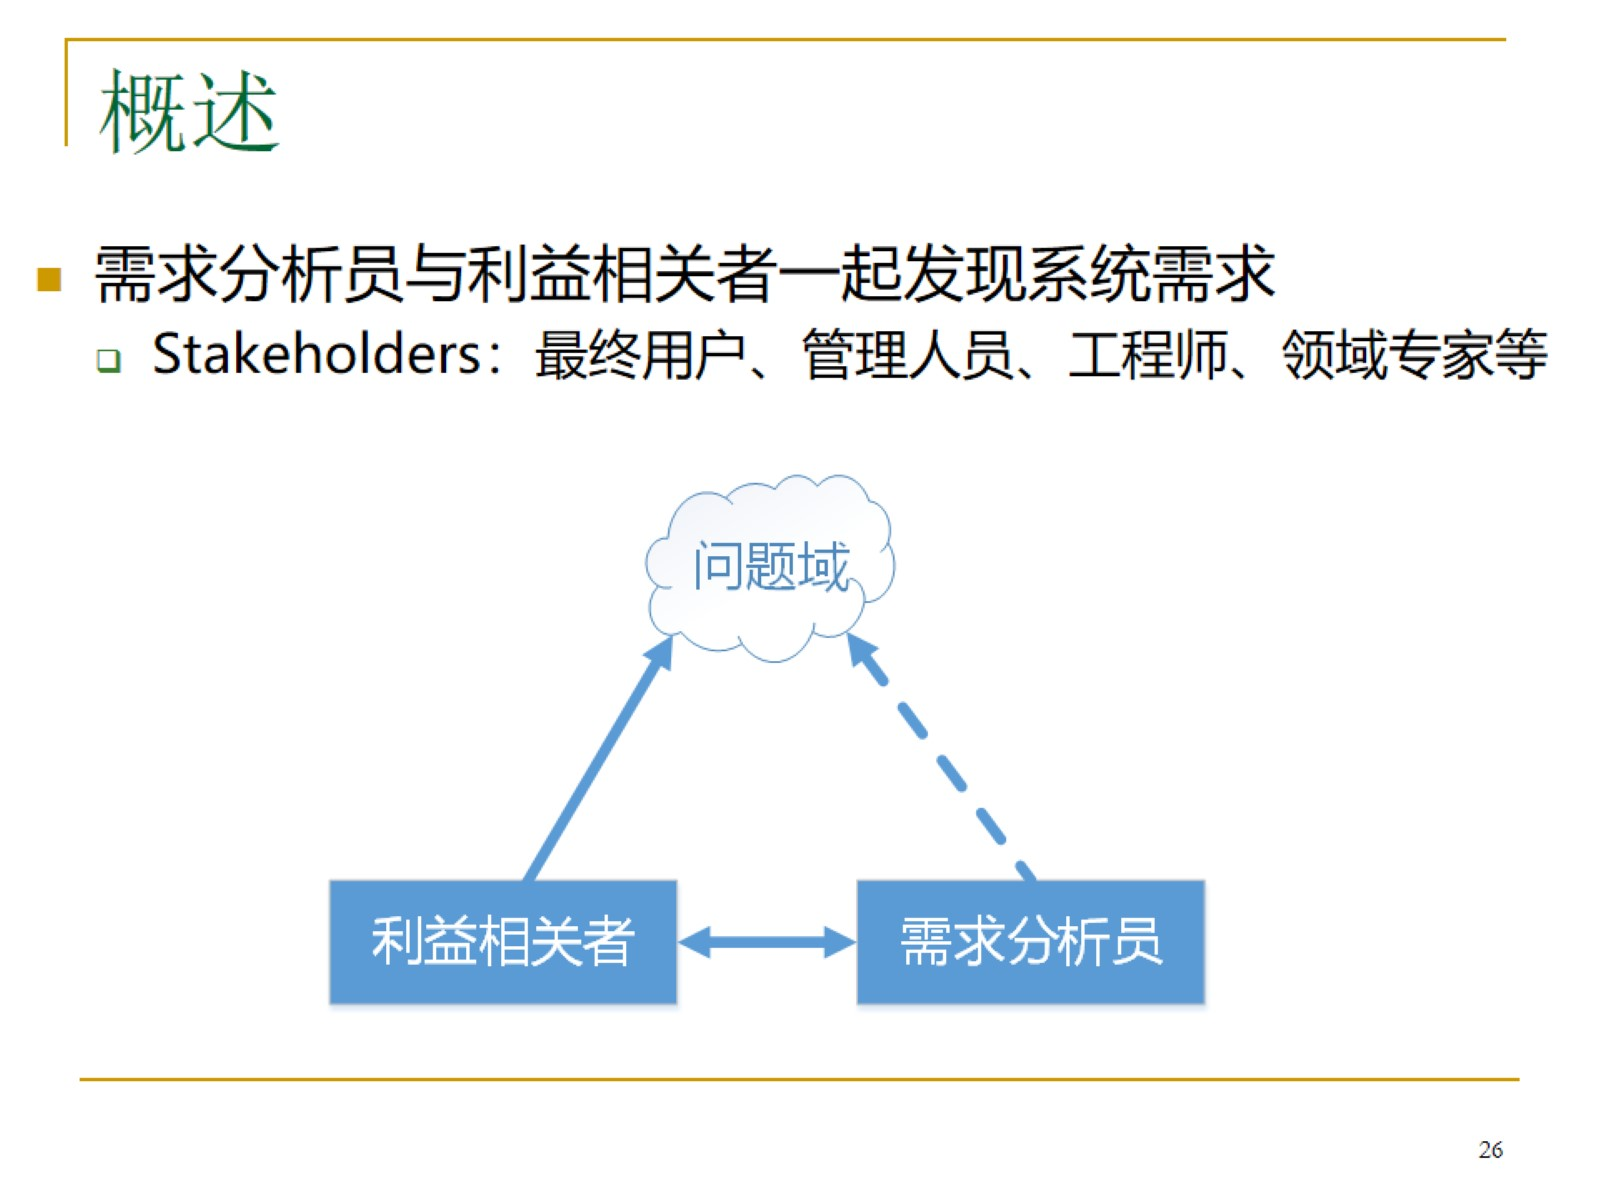 概述
需求分析员与利益相关者一起发现系统需求
Stakeholders：最终用户、管理人员、工程师、领域专家等
问题域
利益相关者
需求分析员
26